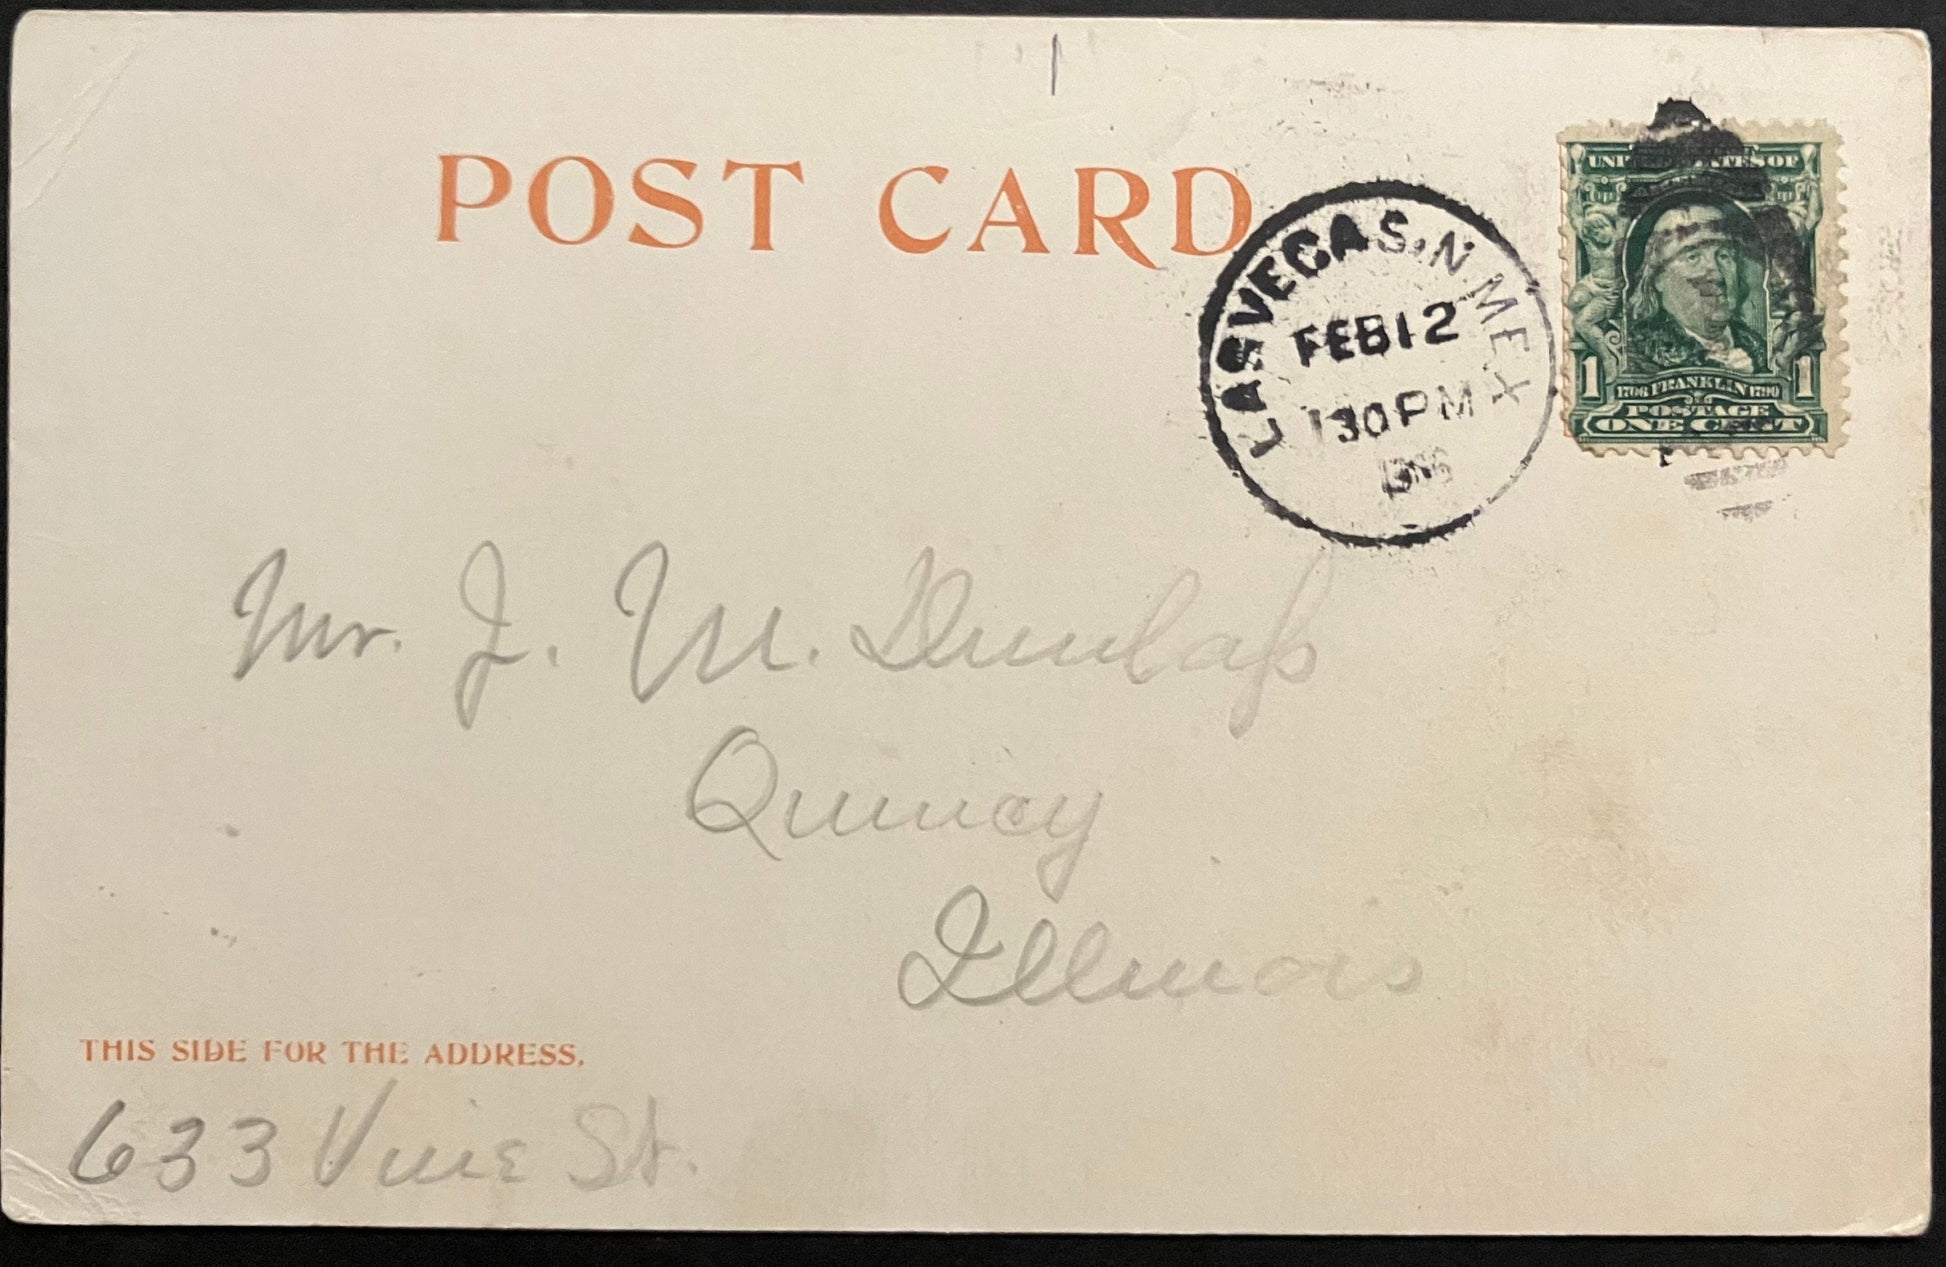 POST CARD
LAS VEGAS, N MEX
FEB 12
130 PM
UNITED STATES OF
1 1706 FRANKLIN 1790 1
POSTAGE
ONE CENT
Mr. J. M. Dunlap
Quincy
Illinois
THIS SIDE FOR THE ADDRESS.
633 Vine St.